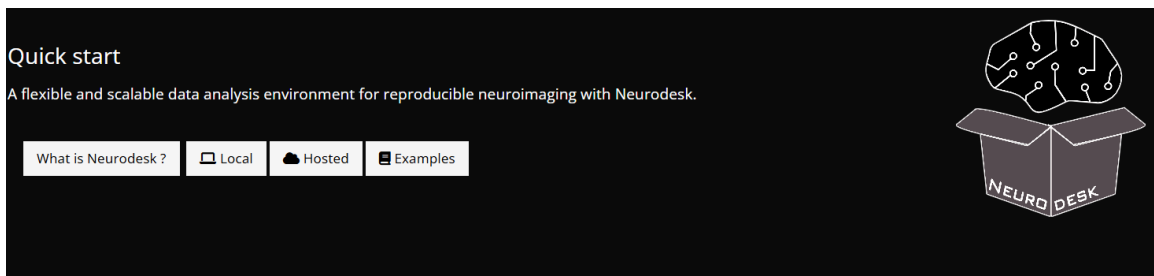 Quick start
A flexible and scalable data analysis environment for reproducible neuroimaging with Neurodesk.
What is Neurodesk ? Local Hosted Examples
NEURO DESK